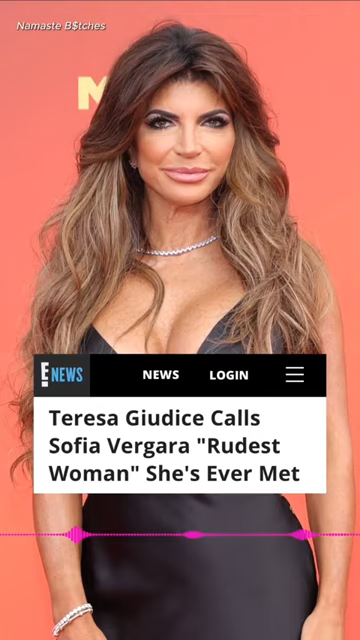 Namaste B$tches
M
E! NEWS
NEWS
LOGIN
Teresa Giudice Calls
Sofia Vergara "Rudest
Woman" She's Ever Met